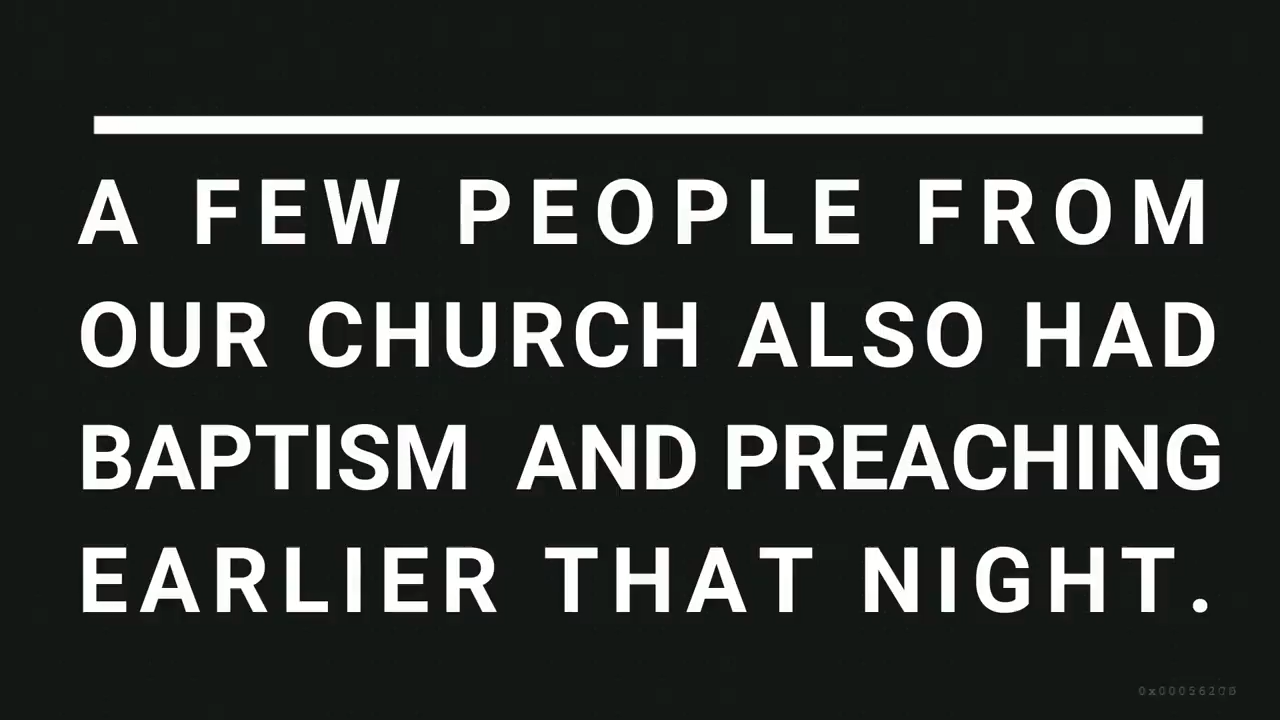 A FEW PEOPLE FROM
OUR CHURCH ALSO HAD
BAPTISM AND PREACHING
EARLIER THAT NIGHT.